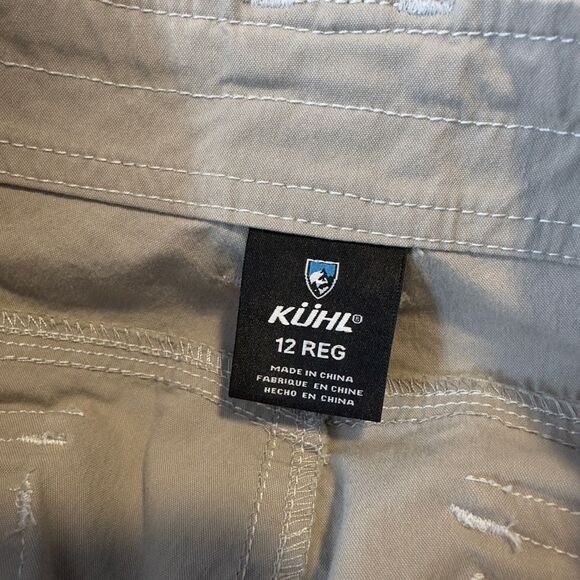 KÜHL®
12 REG
MADE IN CHINA
FABRIQUE EN CHINE
HECHO EN CHINA